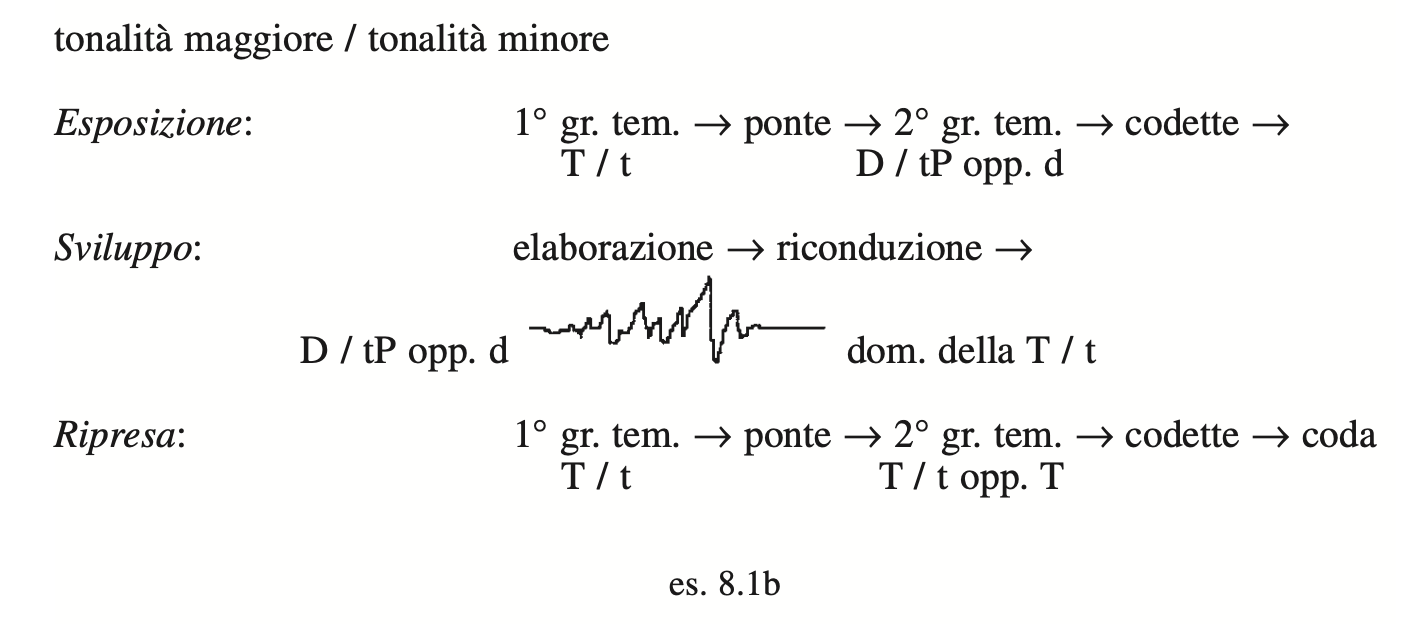 tonalità maggiore / tonalità minore
Esposizione: 1° gr. tem. → ponte → 2° gr. tem. → codette →
T / t D / tP opp. d
Sviluppo: elaborazione → riconduzione →
D / tP opp. d dom. della T / t
Ripresa: 1° gr. tem. → ponte → 2° gr. tem. → codette → coda
T / t T / t opp. T
es. 8.1b